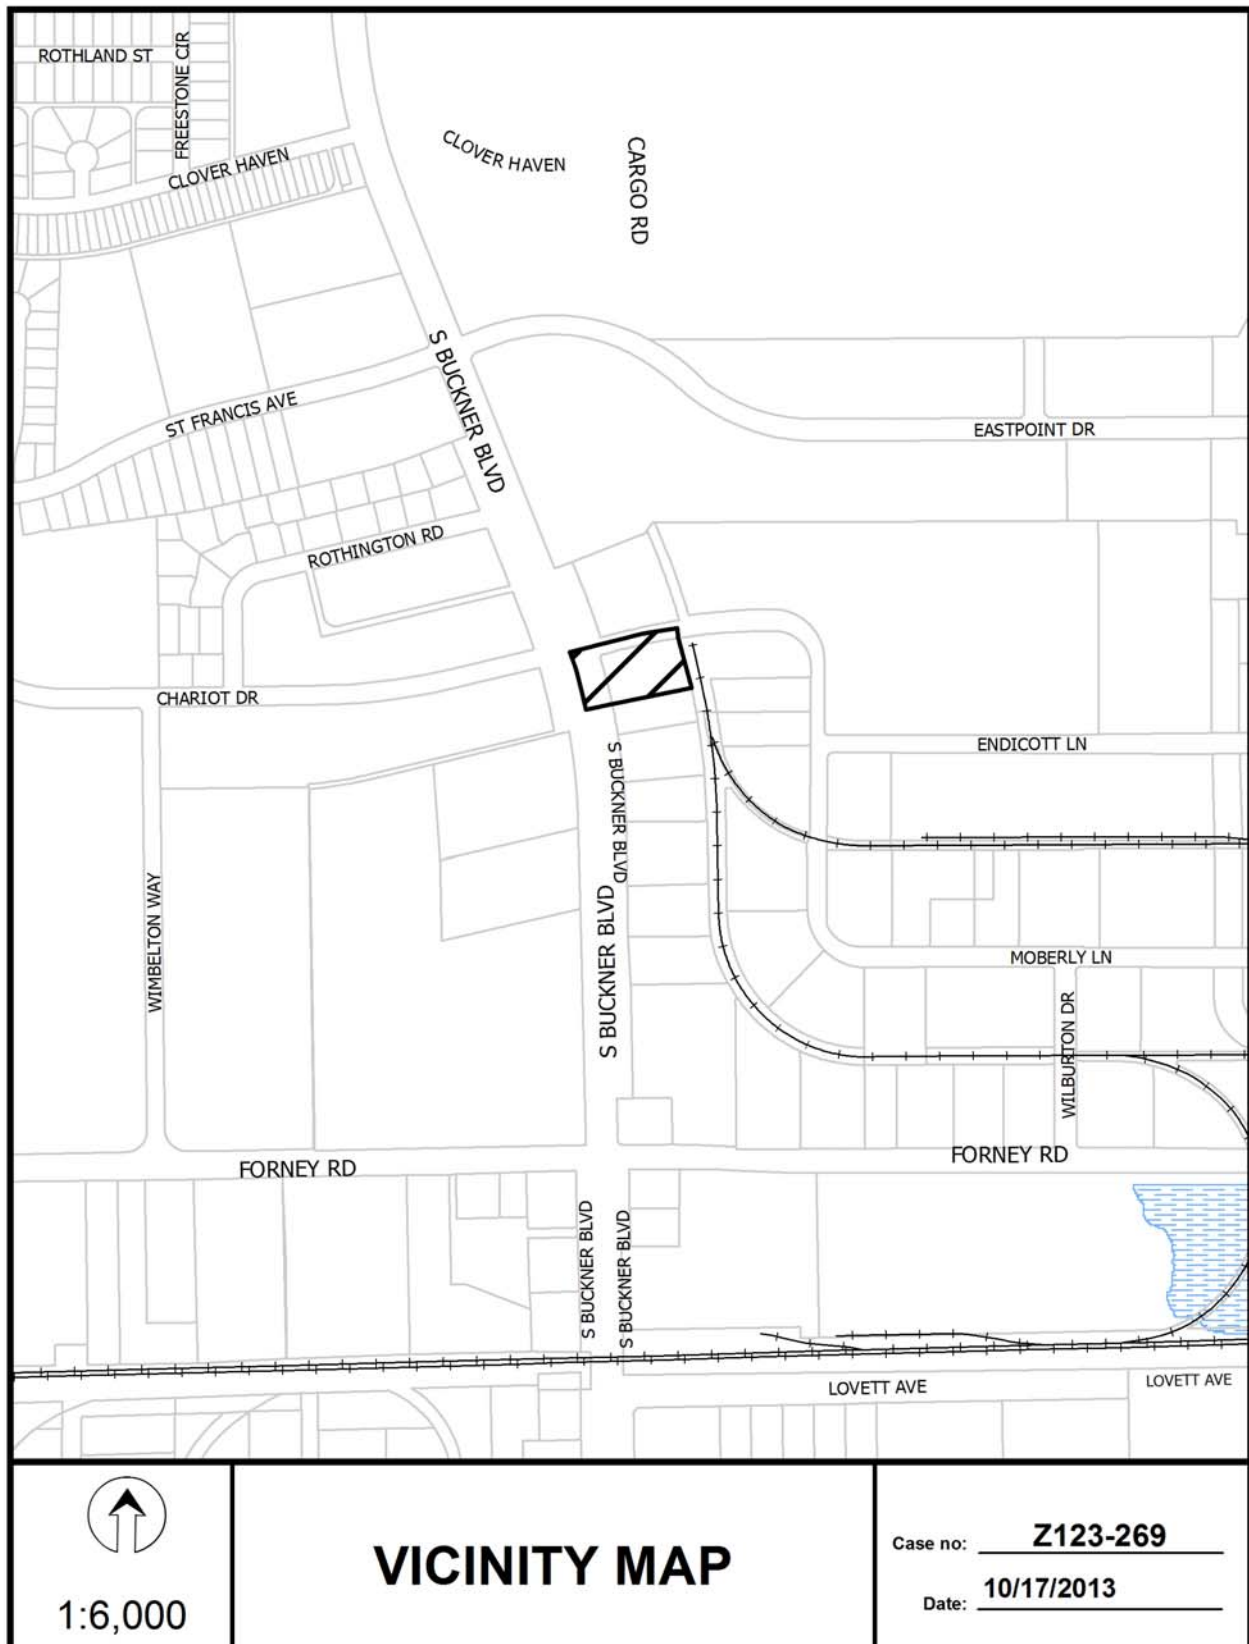 ROTHLAND ST
FREESTONE CIR
CLOVER HAVEN
CLOVER HAVEN
CARGO RD
S BUCKNER BLVD
ST FRANCIS AVE
EASTPOINT DR
ROTHINGTON RD
CHARIOT DR
ENDICOTT LN
S BUCKNER BLVD
WIMBELTON WAY
S BUCKNER BLVD
MOBERLY LN
WILBURTON DR
FORNEY RD
FORNEY RD
S BUCKNER BLVD
S BUCKNER BLVD
LOVETT AVE
LOVETT AVE
1:6,000
VICINITY MAP
Case no: Z123-269
Date: 10/17/2013